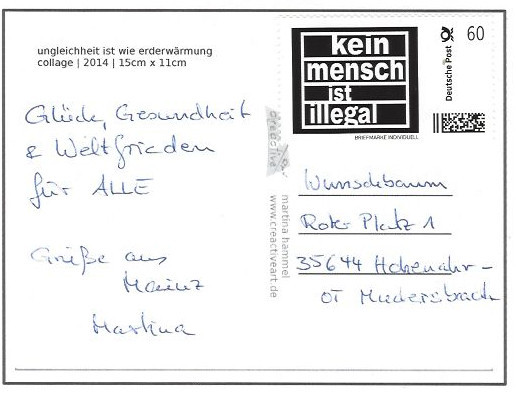 ungleichheit ist wie erderwärmung
collage | 2014 | 15cm x 11cm
Glück, Gesundheit
& Weltfrieden
für ALLE
Grüße aus
Mainz
Martina
kein
mensch
ist
illegal
BRIEFMARKE INDIVIDUELL
Deutsche Post
60
creactive
martina hammel
www.creactiveart.de
Wunschbaum
Platz 1
35644 Hohenahr-
OT Mudersbach